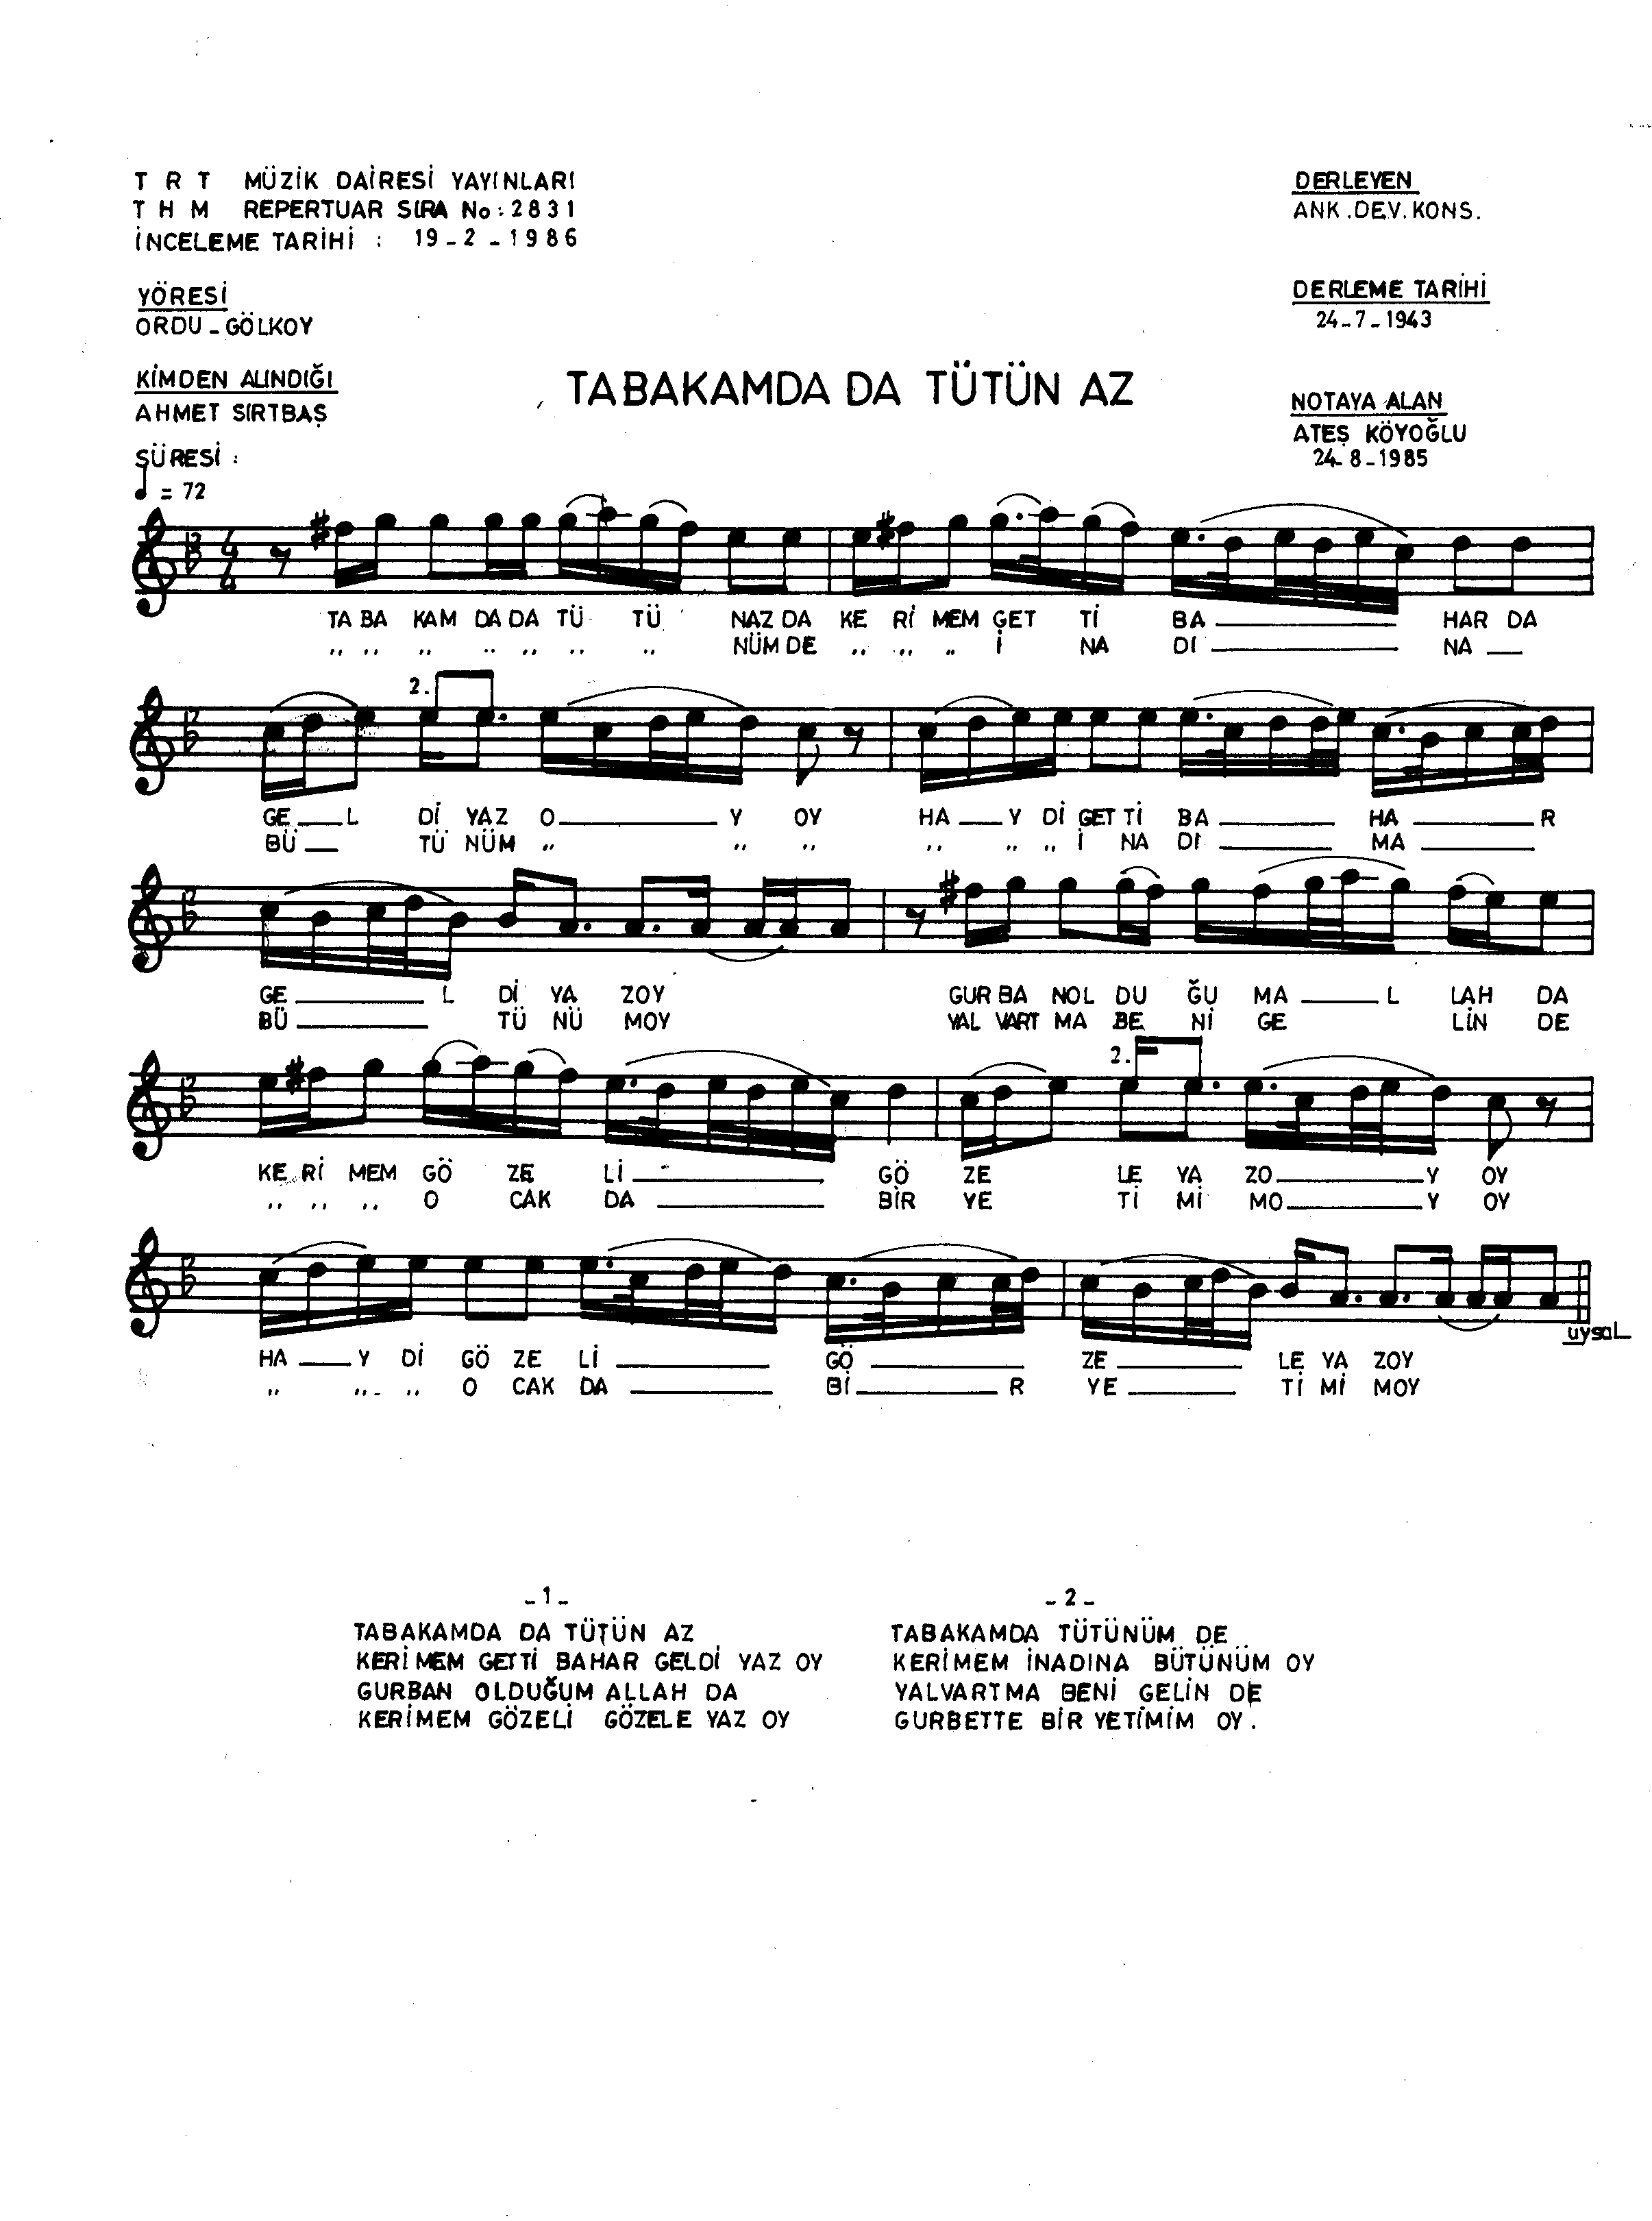 T R T MÜZİK DAİRESİ YAYINLARI
T H M REPERTUAR SIRA No : 2831
İNCELEME TARİHİ : 19 - 2 - 1986
DERLEYEN
ANK. DEV. KONS.
YÖRESİ
ORDU - GÖLKOY
DERLEME TARİHİ
24 - 7 - 1943
KİMDEN ALINDIĞI
AHMET SIRTBAŞ
TABAKAMDA DA TÜTÜN AZ
NOTAYA ALAN
ATEŞ KÖYOĞLU
24 - 8 - 1985
SÜRESİ :
= 72
4
4
TA BA KAM DA DA TÜ TÜ NAZ DA KE Rİ MEM GET Tİ BA HAR DA
,, ,, ,, ,, ,, ,, ,, NÜM DE ,, ,, ,, İ NA DI NA
2.
GE L Dİ YAZ O Y OY HA Y Dİ GET Tİ BA HA R
BÜ TÜ NÜM ,, ,, ,, ,, ,, ,, İ NA DI MA
GE L Dİ YA ZOY GUR BA NOL DU ĞU MA L LAH DA
BÜ TÜ NÜ MOY YAL VART MA BE Nİ GE LİN DE
2.
KE Rİ MEM GÖ ZE Lİ GÖ ZE LE YA ZO Y OY
,, ,, ,, O CAK DA BİR YE Tİ Mİ MO Y OY
uysal
HA Y Dİ GÖ ZE Lİ GÖ ZE LE YA ZOY
,, ,, ,, O CAK DA Bİ R YE Tİ Mİ MOY
- 1 -
TABAKAMDA DA TÜTÜN AZ
KERİMEM GETTİ BAHAR GELDİ YAZ OY
GURBAN OLDUĞUM ALLAH DA
KERİMEM GÖZELİ GÖZELE YAZ OY
- 2 -
TABAKAMDA TÜTÜNÜM DE
KERİMEM İNADINA BÜTÜNÜM OY
YALVARTMA BENİ GELİN DE
GURBETTE BİR YETİMİM OY.